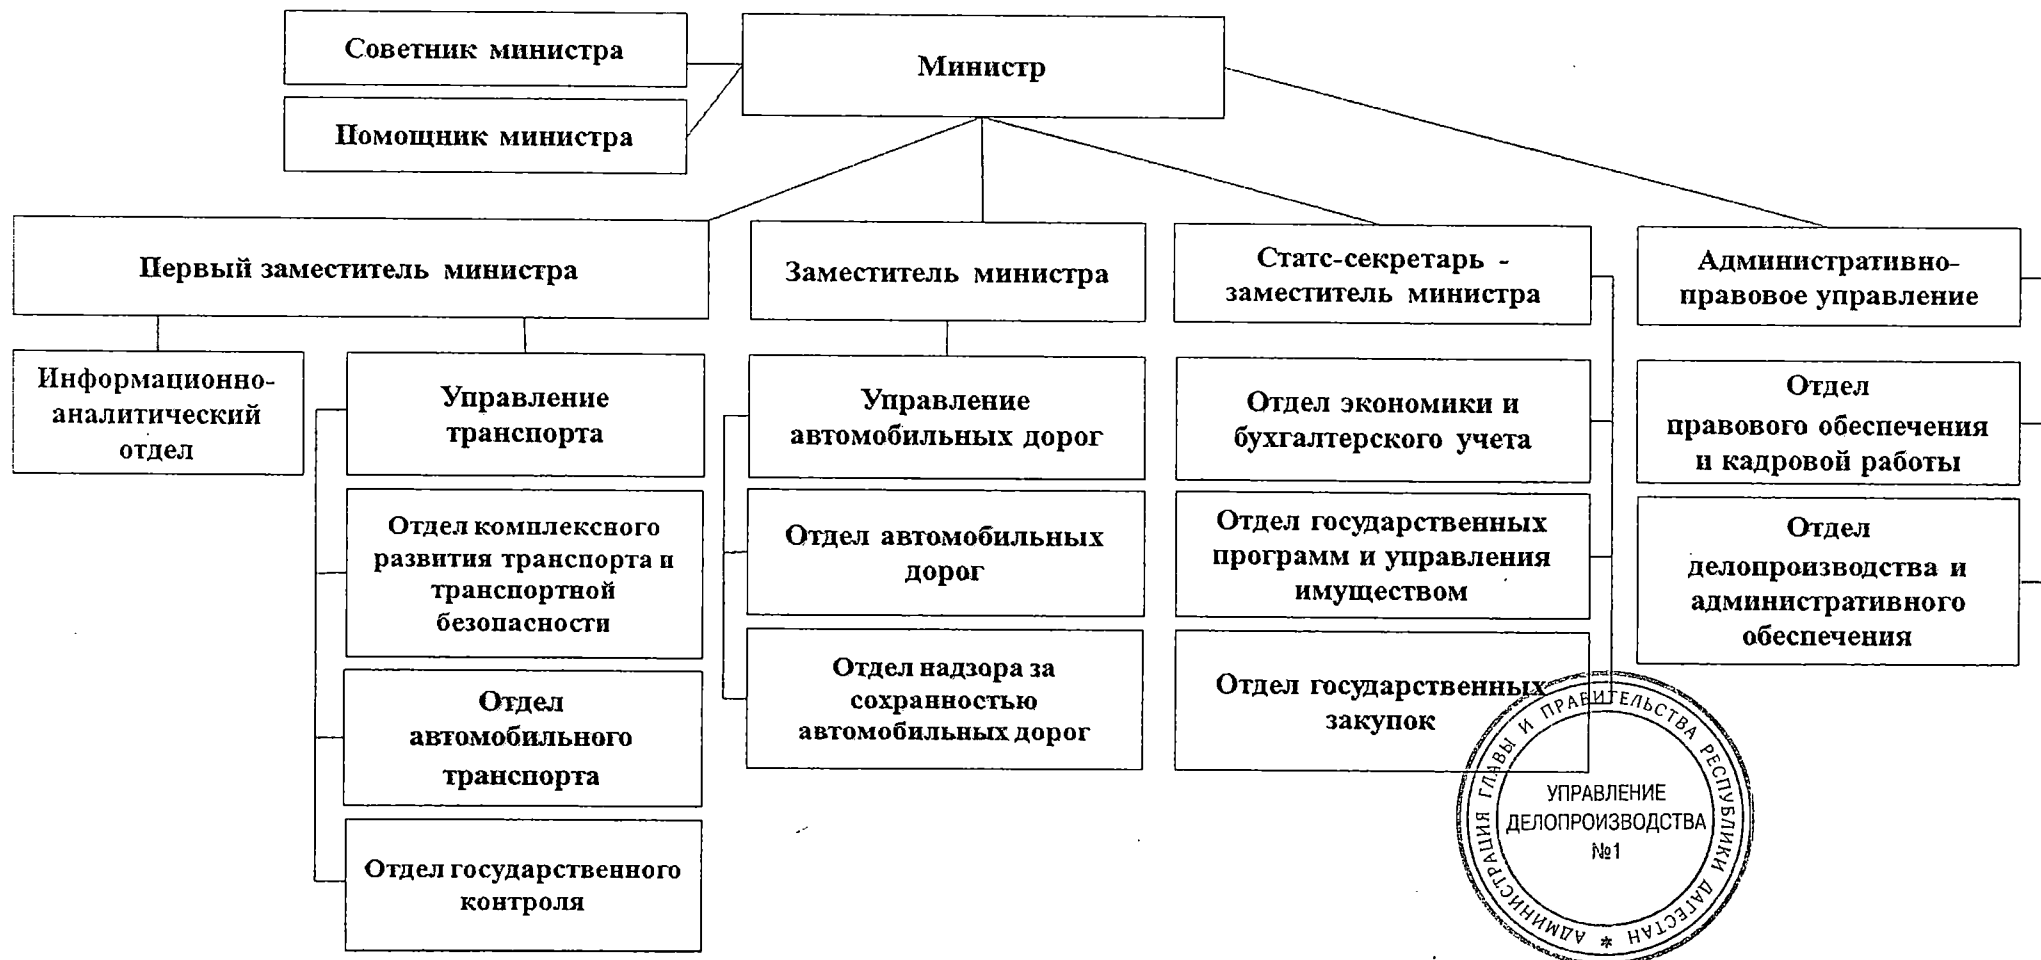 Советник министра
Министр
Помощник министра
Первый заместитель министра
Заместитель министра
Статс-секретарь -
заместитель министра
Административно-
правовое управление
Информационно-
аналитический
отдел
Управление
транспорта
Управление
автомобильных дорог
Отдел экономики и
бухгалтерского учета
Отдел
правового обеспечения
и кадровой работы
Отдел комплексного
развития транспорта и
транспортной
безопасности
Отдел автомобильных
дорог
Отдел государственных
программ и управления
имуществом
Отдел
делопроизводства и
административного
обеспечения
Отдел
автомобильного
транспорта
Отдел надзора за
сохранностью
автомобильных дорог
Отдел государственных
закупок
Отдел государственного
контроля
АДМИНИСТРАЦИЯ ГЛАВЫ И ПРАВИТЕЛЬСТВА РЕСПУБЛИКИ ДАГЕСТАН *
УПРАВЛЕНИЕ
ДЕЛОПРОИЗВОДСТВА
№1